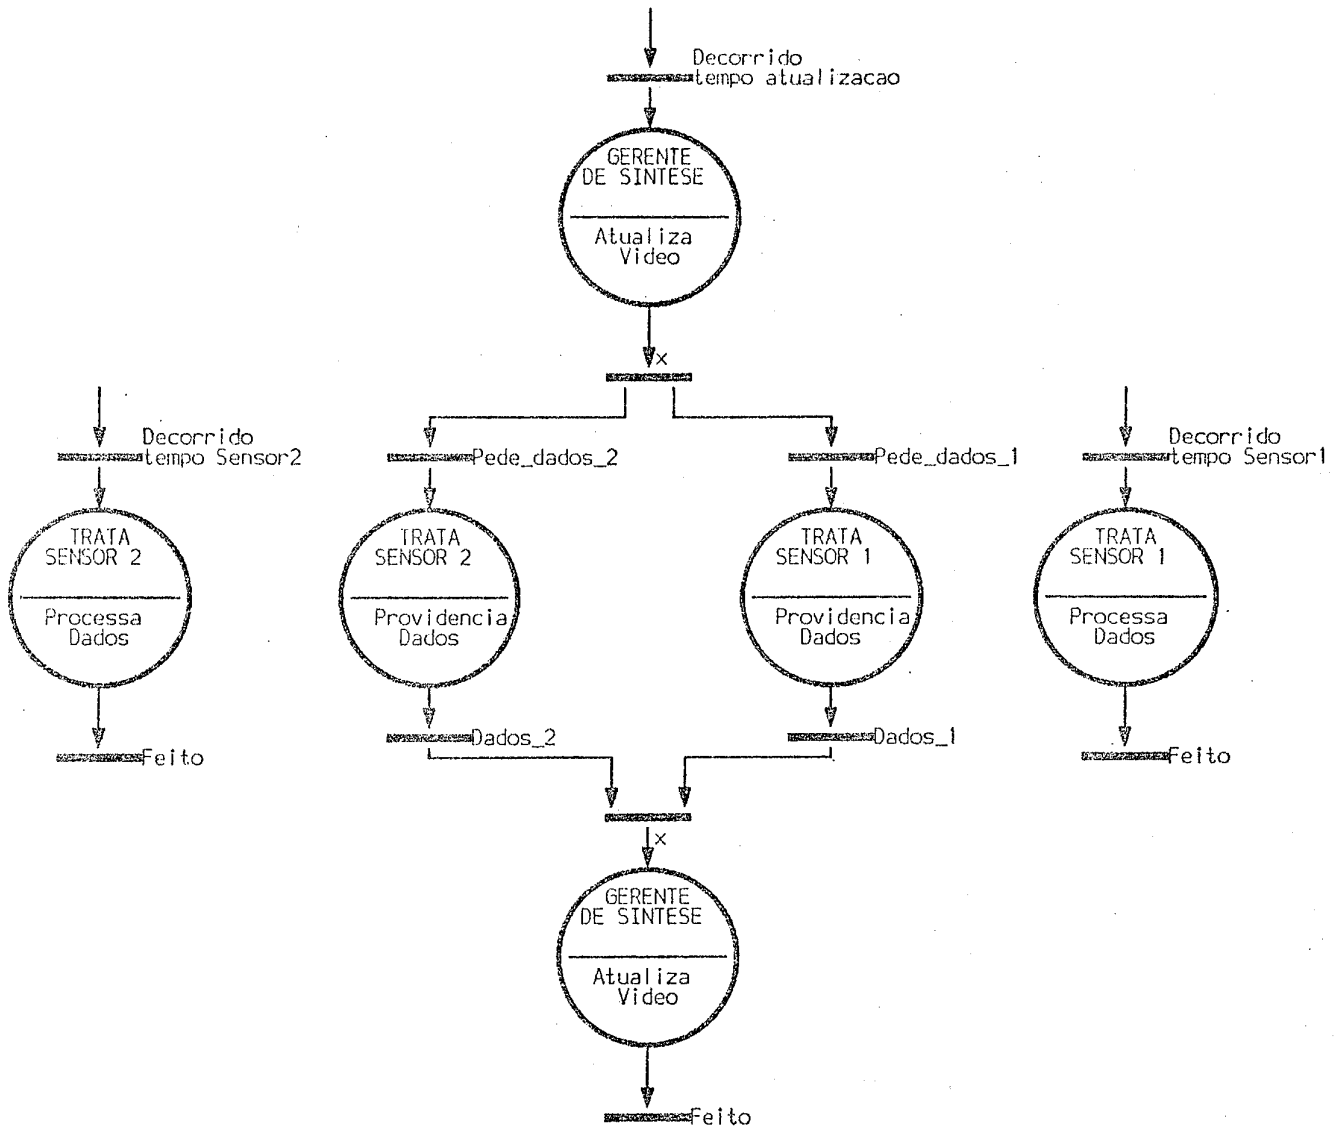 Decorrido
tempo atualizacao
GERENTE
DE SINTESE
Atualiza
Video
x
Decorrido
tempo Sensor2
Pede_dados_2
Pede_dados_1
Decorrido
tempo Sensor1
TRATA
SENSOR 2
Processa
Dados
TRATA
SENSOR 2
Providencia
Dados
TRATA
SENSOR 1
Providencia
Dados
TRATA
SENSOR 1
Processa
Dados
Feito
Dados_2
Dados_1
Feito
x
GERENTE
DE SINTESE
Atualiza
Video
Feito